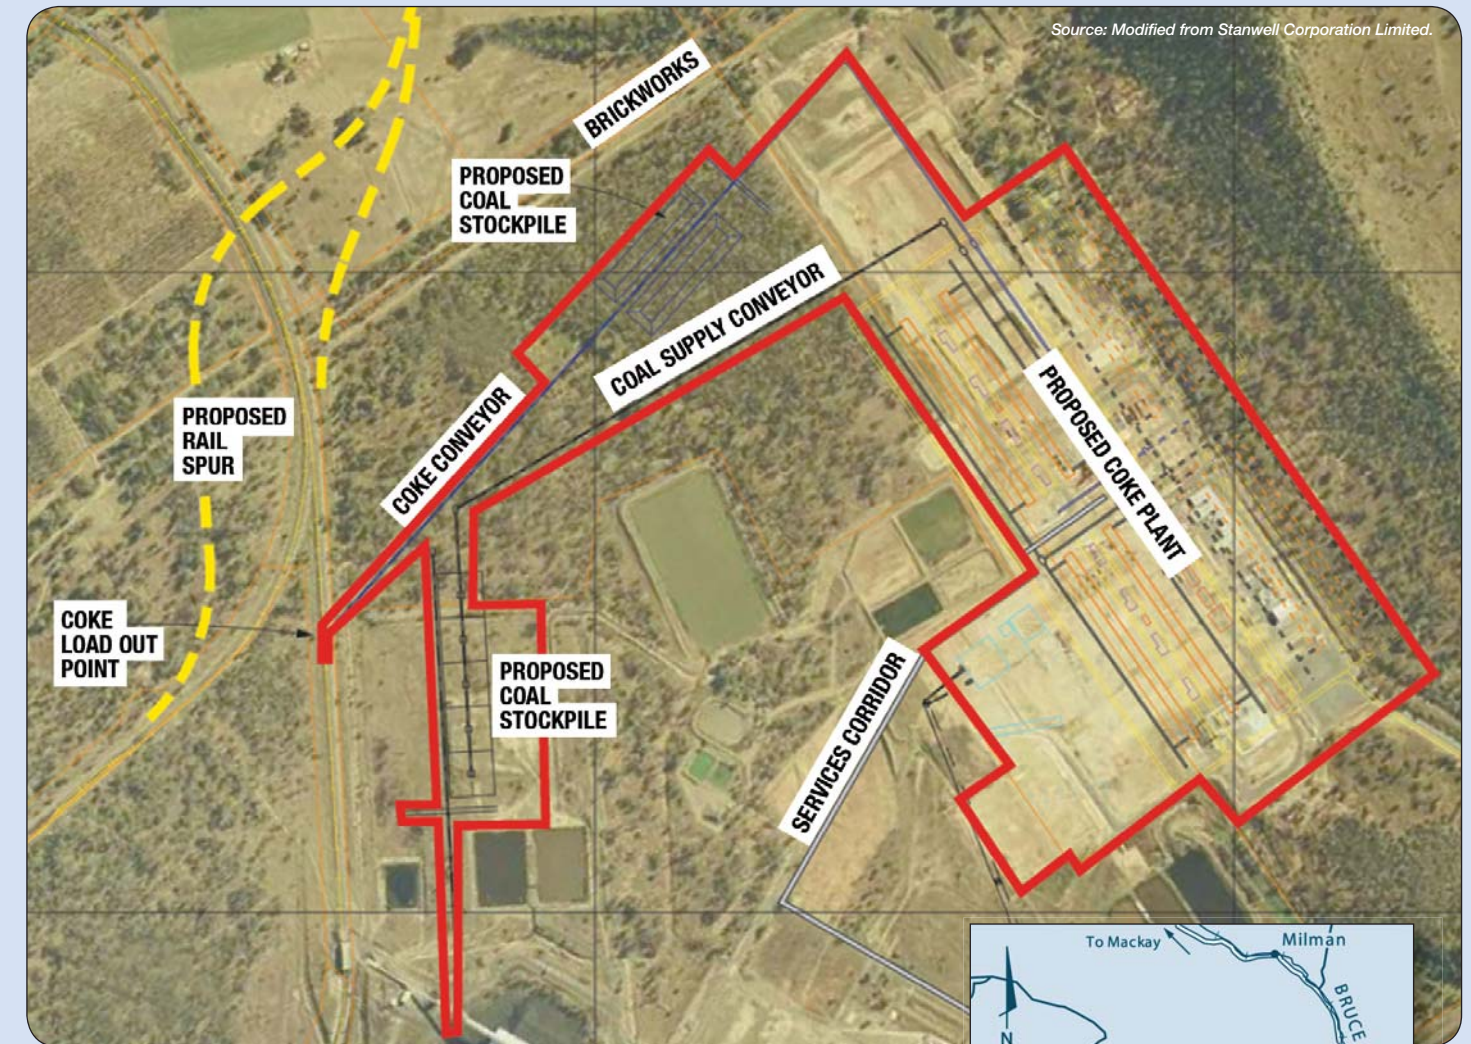 Source: Modified from Stanwell Corporation Limited.
BRICKWORKS
PROPOSED
COAL
STOCKPILE
COAL SUPPLY CONVEYOR
COKE CONVEYOR
PROPOSED
RAIL
SPUR
PROPOSED COKE PLANT
COKE
LOAD OUT
POINT
PROPOSED
COAL
STOCKPILE
SERVICES CORRIDOR
To Mackay
Milman
BRUCE
N